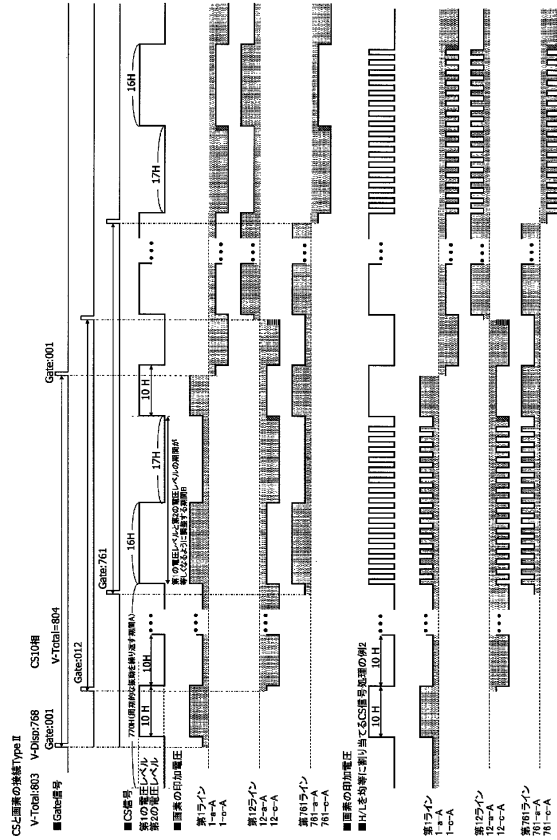 CSと画素の接続Type II
V-Total:803 V-Disp:768 CS10相
■Gate信号
Gate:001
V-Total=804
Gate:001
Gate:012
Gate:761
■CS信号
第1の電圧レベル
第2の電圧レベル
770H(周期的な振動を繰り返す期間A)
10 H
10H
16H
17H
10 H
17H
16H
第1の電圧レベルと第2の電圧レベルの期間が
等しくなるように調整する期間B
■画素の印加電圧
第1ライン
1-a-A
1-c-A
第12ライン
12-a-A
12-c-A
第761ライン
761-a-A
761-c-A
■画素の印加電圧
■H/Lを均等に割り当てるCS信号処理の例2
10 H
10 H
第1ライン
1-a-A
1-c-A
第12ライン
12-a-A
12-c-A
第761ライン
761-a-A
761-c-A